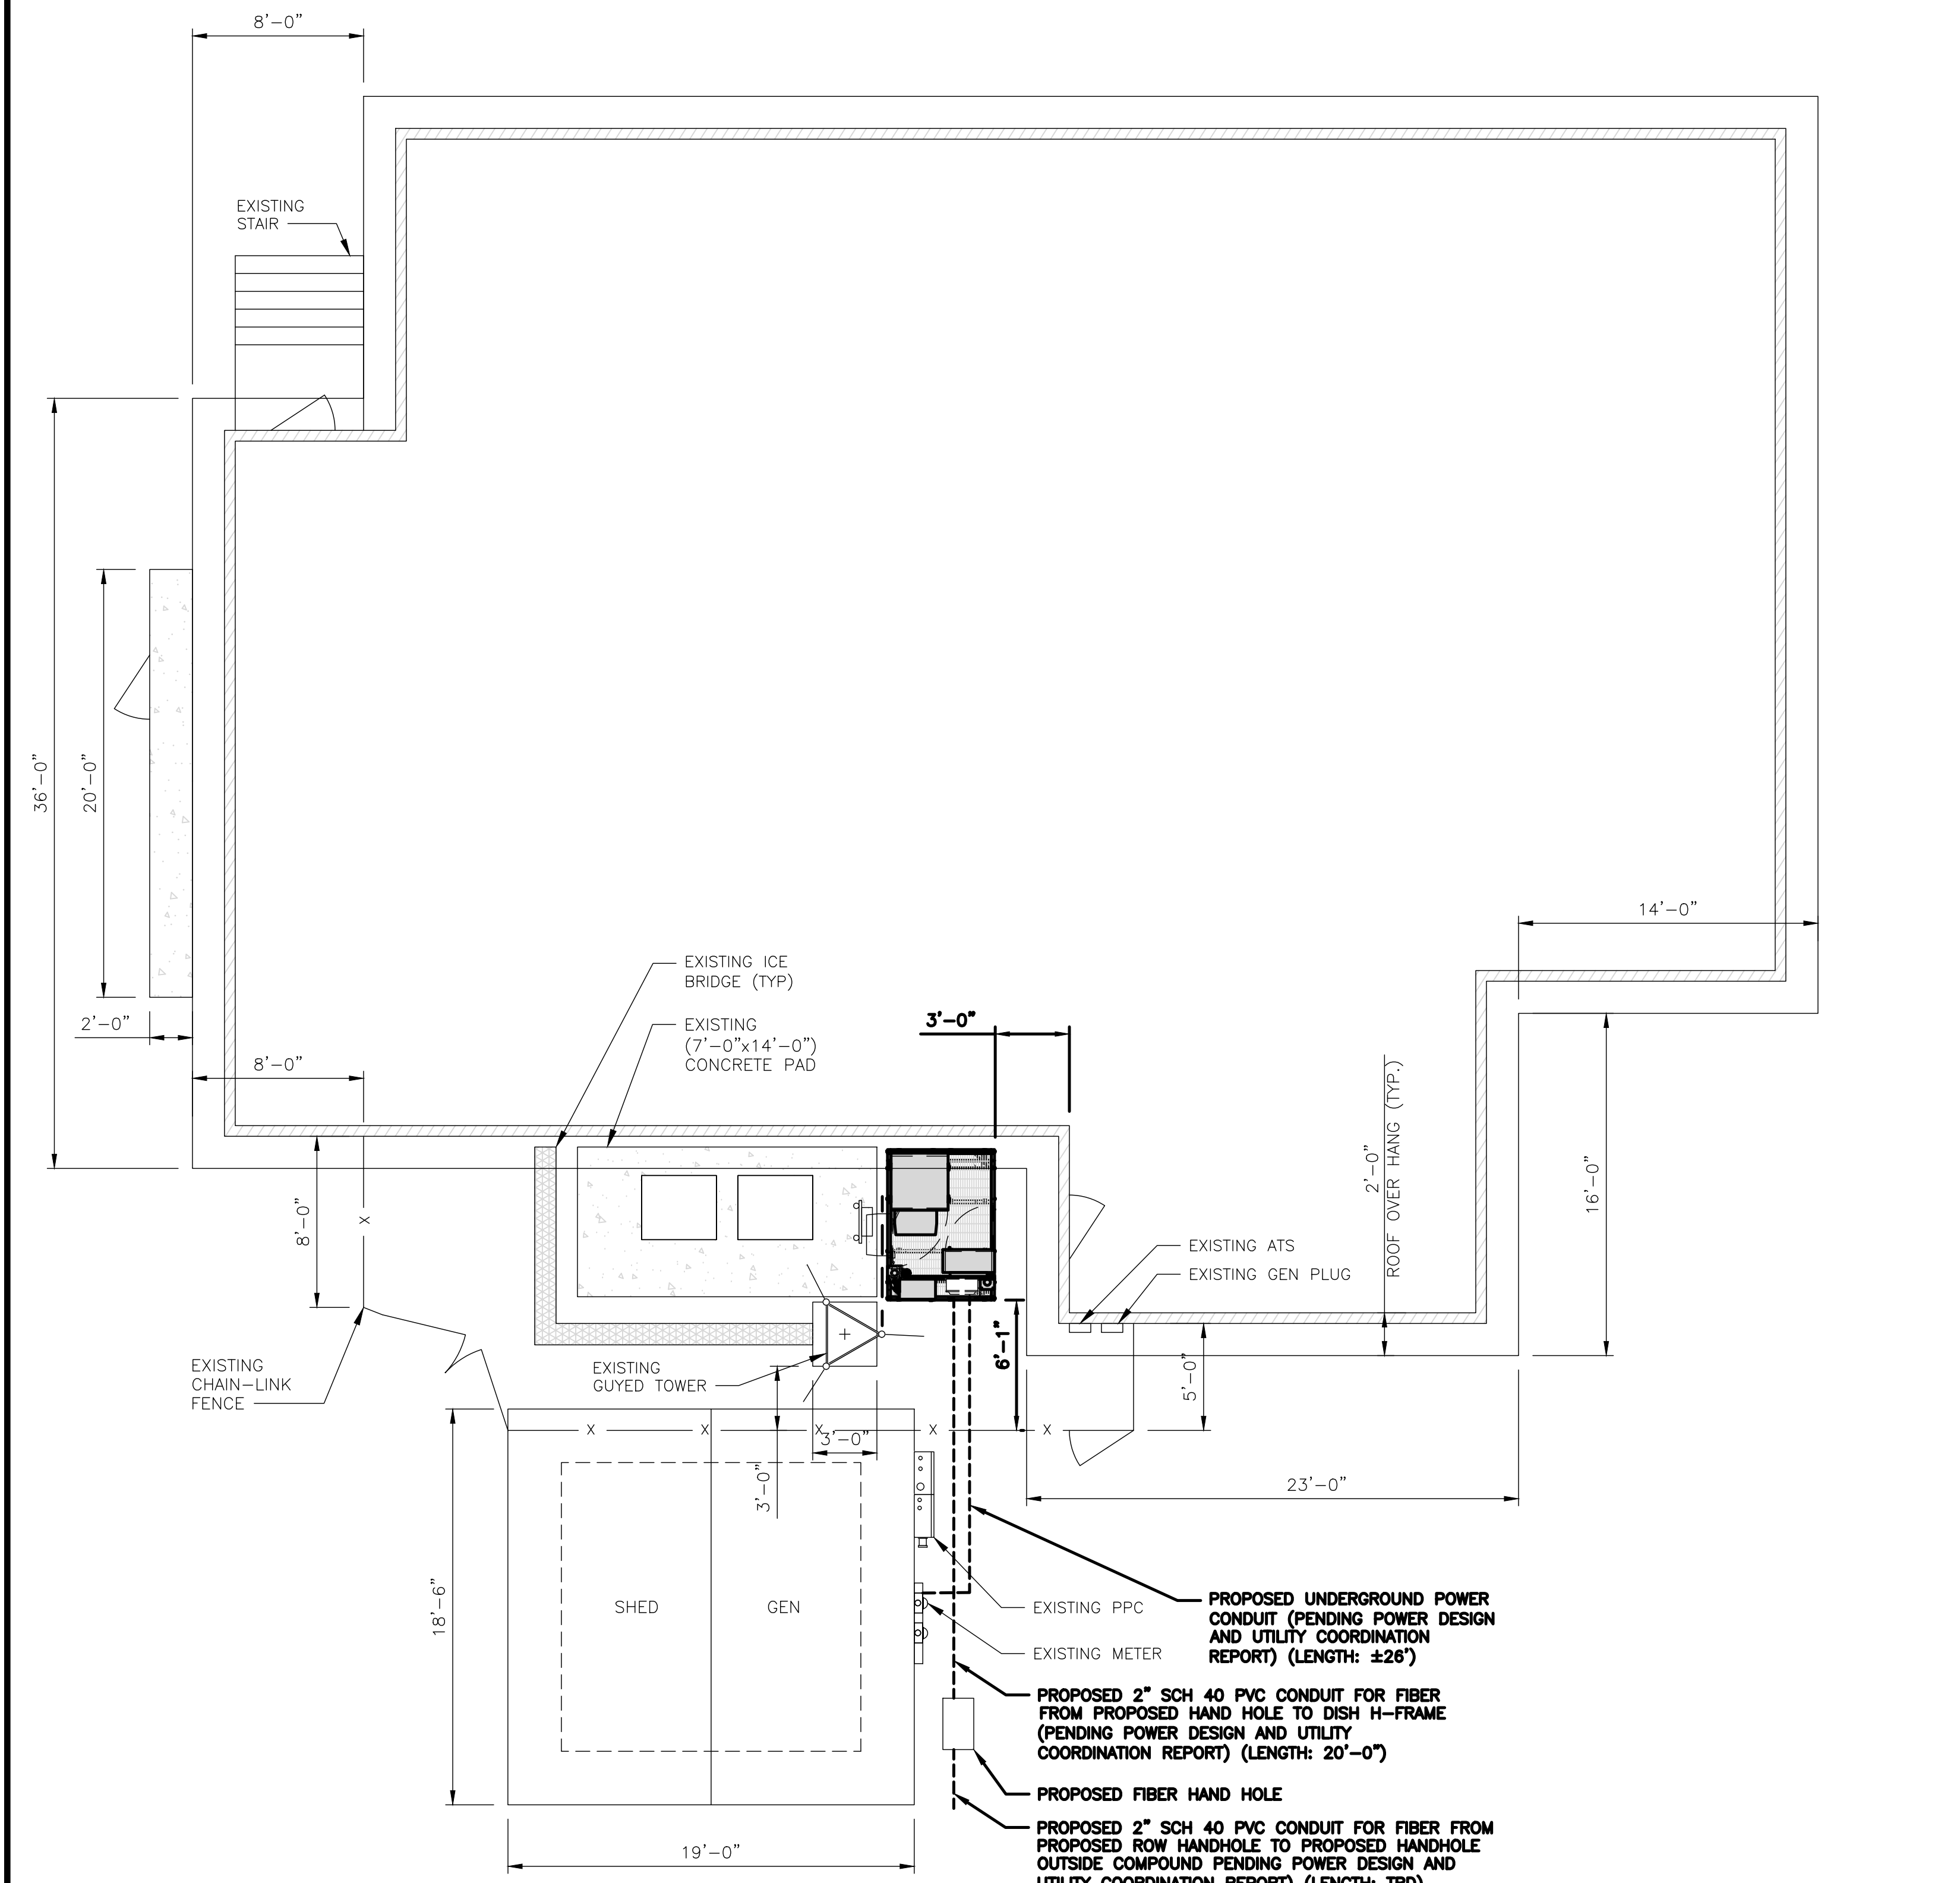 8'-0"
EXISTING
STAIR
36'-0"
20'-0"
14'-0"
EXISTING ICE
BRIDGE (TYP)
3'-0"
2'-0"
EXISTING
(7'-0"x14'-0")
CONCRETE PAD
8'-0"
2'-0"
ROOF OVER HANG (TYP.)
16'-0"
8'-0"
X
EXISTING ATS
EXISTING GEN PLUG
6'-1"
5'-0"
EXISTING
CHAIN-LINK
FENCE
EXISTING
GUYED TOWER
X X X X X
3'-0"
3'-0"
23'-0"
18'-6"
SHED GEN
EXISTING PPC
EXISTING METER
PROPOSED UNDERGROUND POWER
CONDUIT (PENDING POWER DESIGN
AND UTILITY COORDINATION
REPORT) (LENGTH: ±26')
PROPOSED 2" SCH 40 PVC CONDUIT FOR FIBER
FROM PROPOSED HAND HOLE TO DISH H-FRAME
(PENDING POWER DESIGN AND UTILITY
COORDINATION REPORT) (LENGTH: 20'-0")
PROPOSED FIBER HAND HOLE
PROPOSED 2" SCH 40 PVC CONDUIT FOR FIBER FROM
PROPOSED ROW HANDHOLE TO PROPOSED HANDHOLE
OUTSIDE COMPOUND PENDING POWER DESIGN AND
UTILITY COORDINATION REPORT) (LENGTH: TBD)
19'-0"